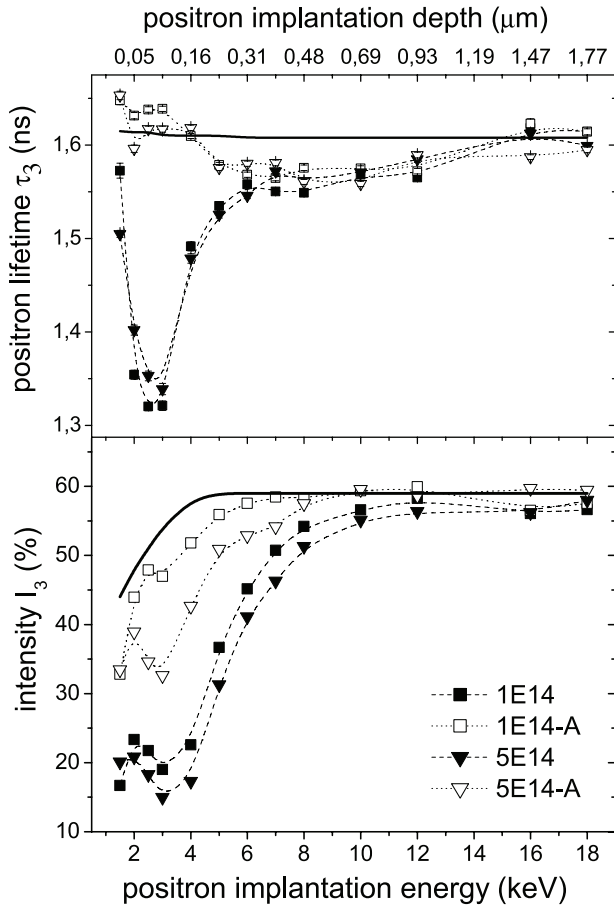 positron implantation depth (μm)
0,05 0,16 0,31 0,48 0,69 0,93 1,19 1,47 1,77
positron lifetime τ3 (ns)
1,6
1,5
1,4
1,3
intensity I3 (%)
60
50
40
30
20
10
1E14
1E14-A
5E14
5E14-A
2 4 6 8 10 12 14 16 18
positron implantation energy (keV)